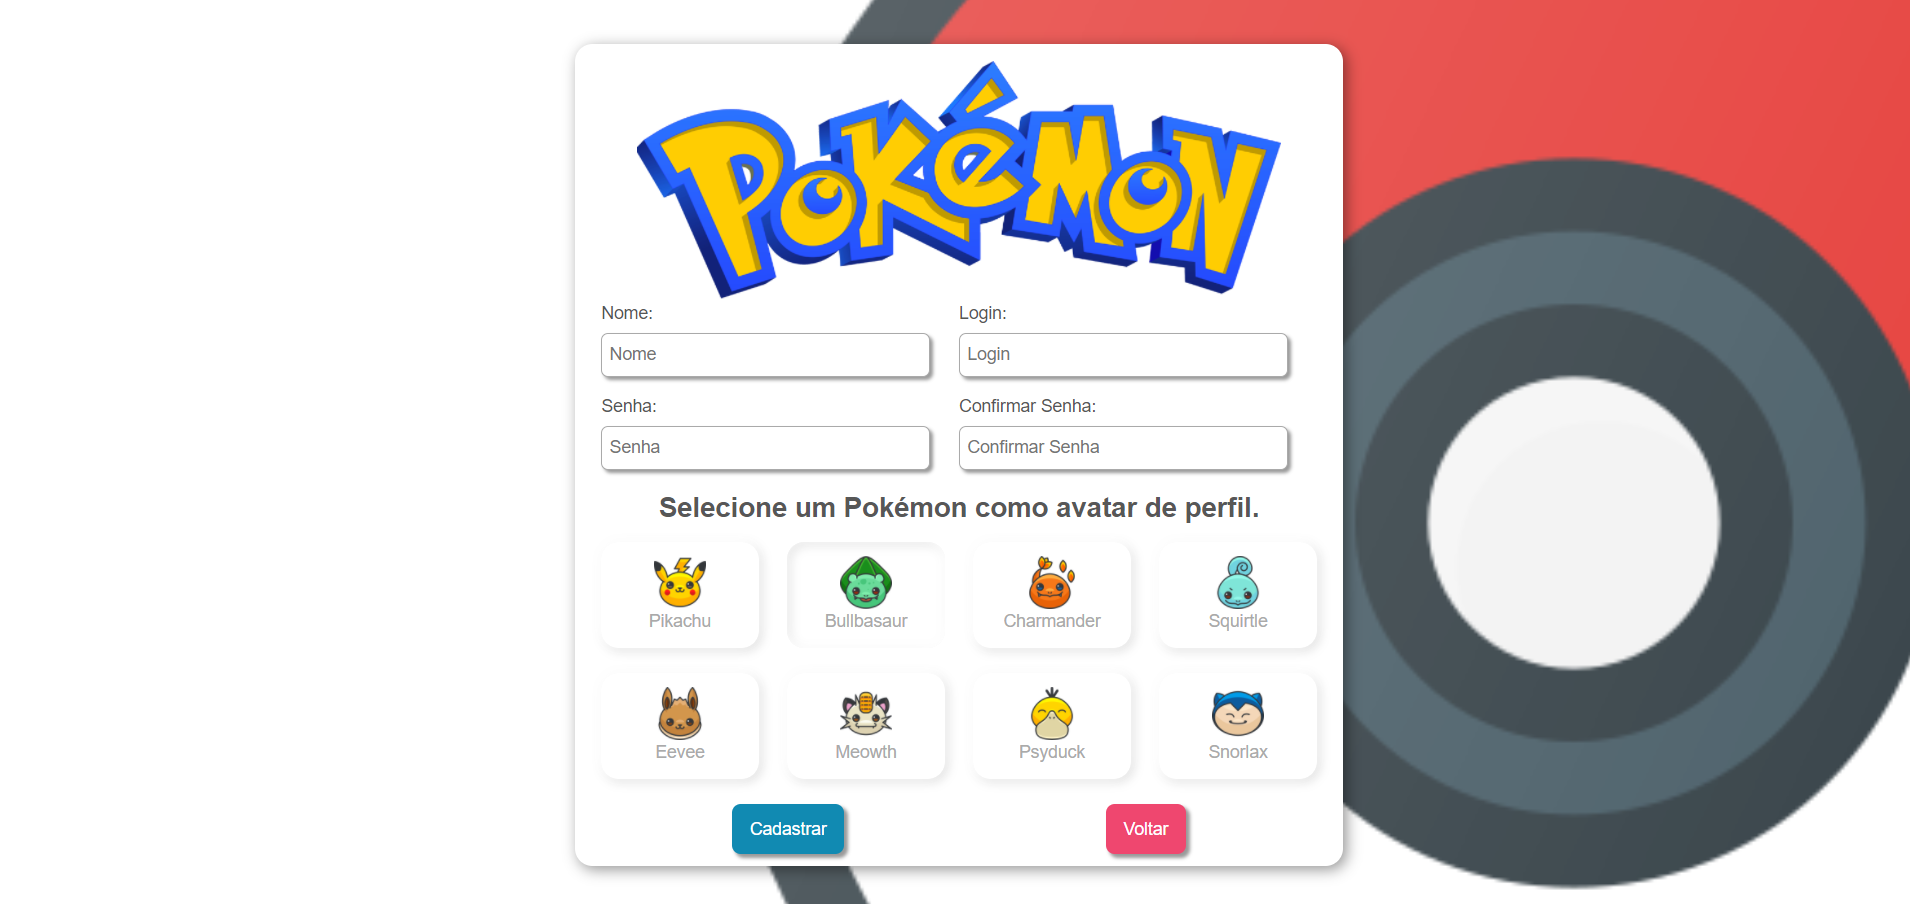 POKéMON
Nome: Login:
Nome Login
Senha: Confirmar Senha:
Senha Confirmar Senha
Selecione um Pokémon como avatar de perfil.
Pikachu Bullbasaur Charmander Squirtle
Eevee Meowth Psyduck Snorlax
Cadastrar Voltar